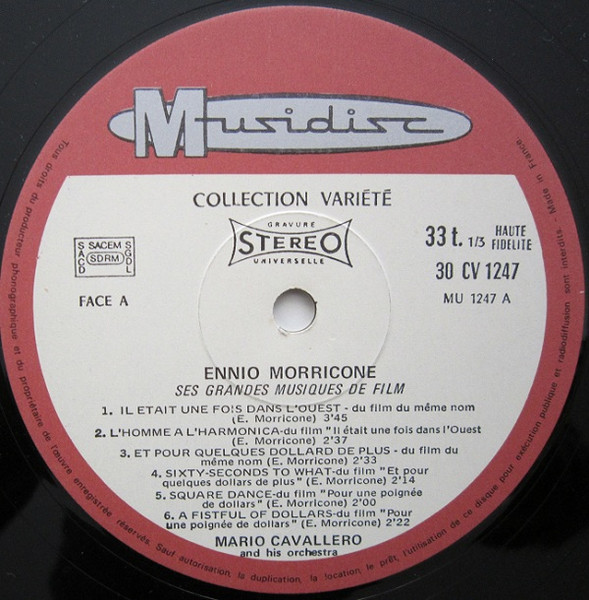 Musidisc
COLLECTION VARIÉTÉ
GRAVURE
STEREO
UNIVERSELLE
SACEM
SACD
SDRM
SGDL
FACE A
33 t. 1/3 HAUTE FIDELITE
30 CV 1247
MU 1247 A
ENNIO MORRICONE
SES GRANDES MUSIQUES DE FILM
1. IL ETAIT UNE FOIS DANS L'OUEST - du film du même nom
(E. Morricone) 3'45
2. L'HOMME A L'HARMONICA-du film "Il était une fois dans l'Ouest
(E. Morricone) 2'37
3. ET POUR QUELQUES DOLLARD DE PLUS - du film du
même nom (E. Morricone) 2'33
4. SIXTY-SECONDS TO WHAT-du film "Et pour
quelques dollars de plus" (E. Morricone) 2'14
5. SQUARE DANCE-du film "Pour une poignée
de dollars" (E. Morricone) 2'00
6. A FISTFUL OF DOLLARS-du film "Pour
une poignée de dollars" (E. Morricone) 2'22
MARIO CAVALLERO
and his orchestra
Tous droits du producteur phonographique et du propriétaire de l'œuvre enregistrée réservés. Sauf autorisation, la duplication, la location, le prêt, l'utilisation de ce disque pour exécution publique et radiodiffusion sont interdits - Made in France